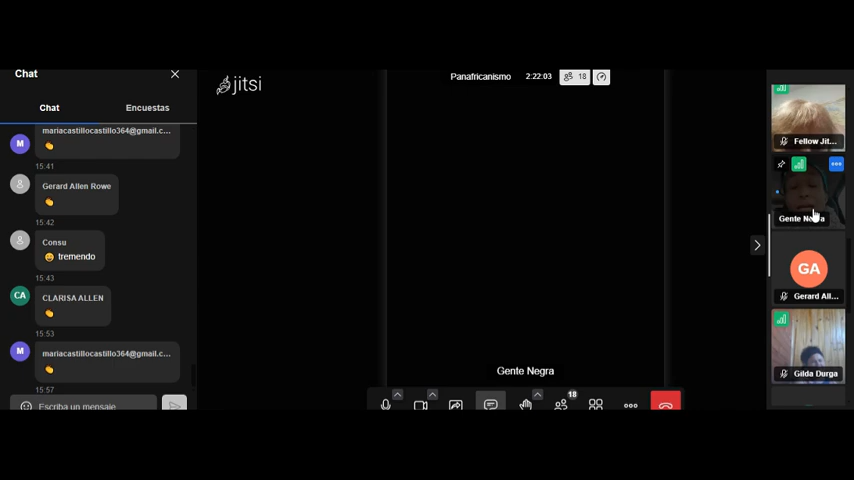 Chat
Chat
Encuestas
mariacastillocastillo364@gmail.c...
15:41
Gerard Allen Rowe
15:42
Consu
tremendo
15:43
CA
CLARISA ALLEN
15:53
M
mariacastillocastillo364@gmail.c...
15:57
Escriba un mensaje
M
jitsi
Panafricanismo
2:22:03
18
Gente Negra
18
Fellow Jit...
Gente Negra
GA
Gerard All...
Gilda Durga